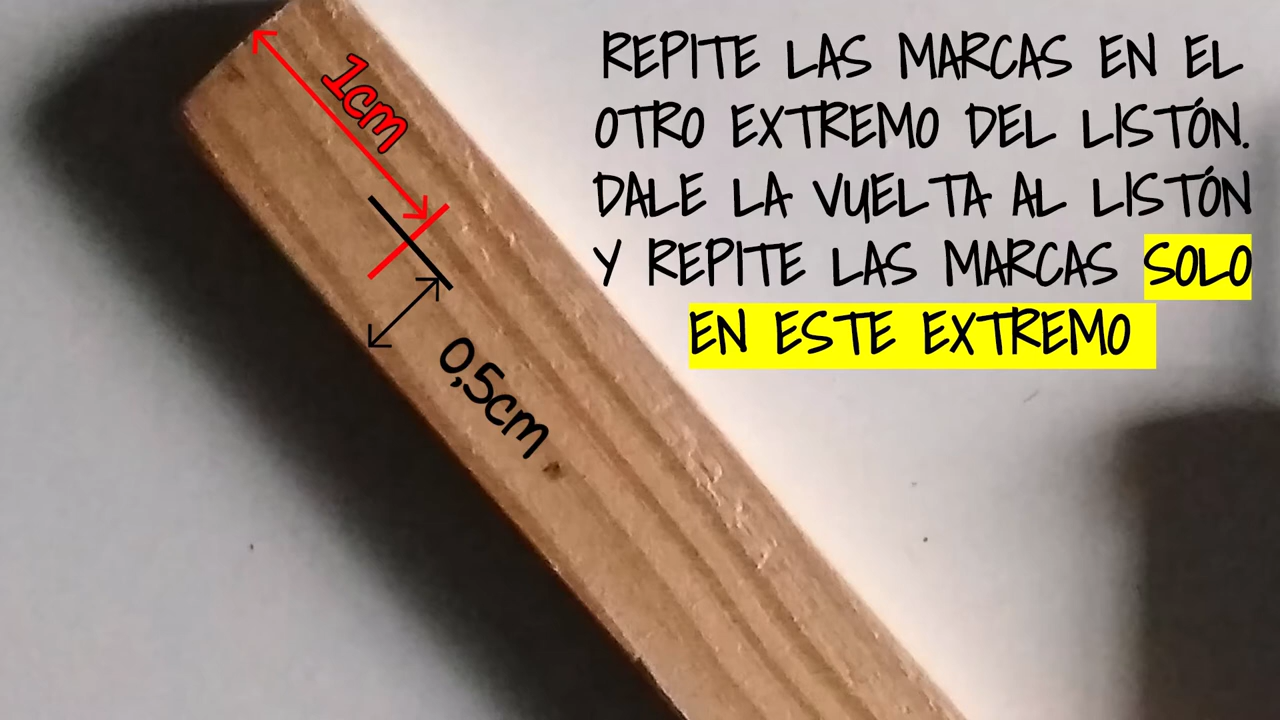 REPITE LAS MARCAS EN EL
OTRO EXTREMO DEL LISTÓN.
DALE LA VUELTA AL LISTÓN
Y REPITE LAS MARCAS SOLO
EN ESTE EXTREMO
1cm
0,5cm